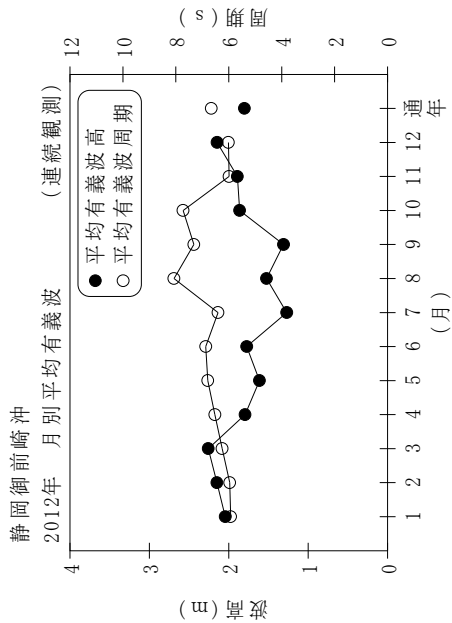 静岡御前崎沖
2012年 月別平均有義波 (連続観測)
平均有義波高
平均有義波周期
波高(m)
4
3
2
1
0
周期(s)
12
10
8
6
4
2
0
1 2 3 4 5 6 7 8 9 10 11 12 通年
(月)